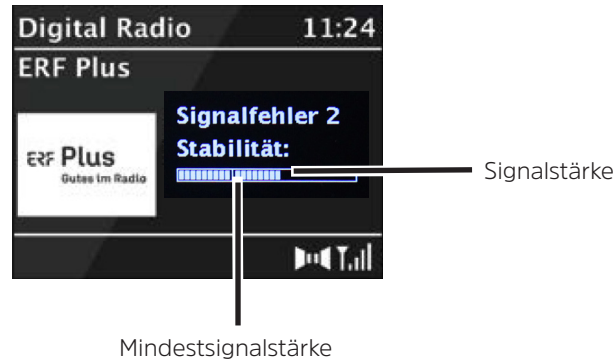 Digital Radio 11:24
ERF Plus
Signalfehler 2
Stabilität:
ERF Plus
Gutes im Radio
Signalstärke
Mindestsignalstärke